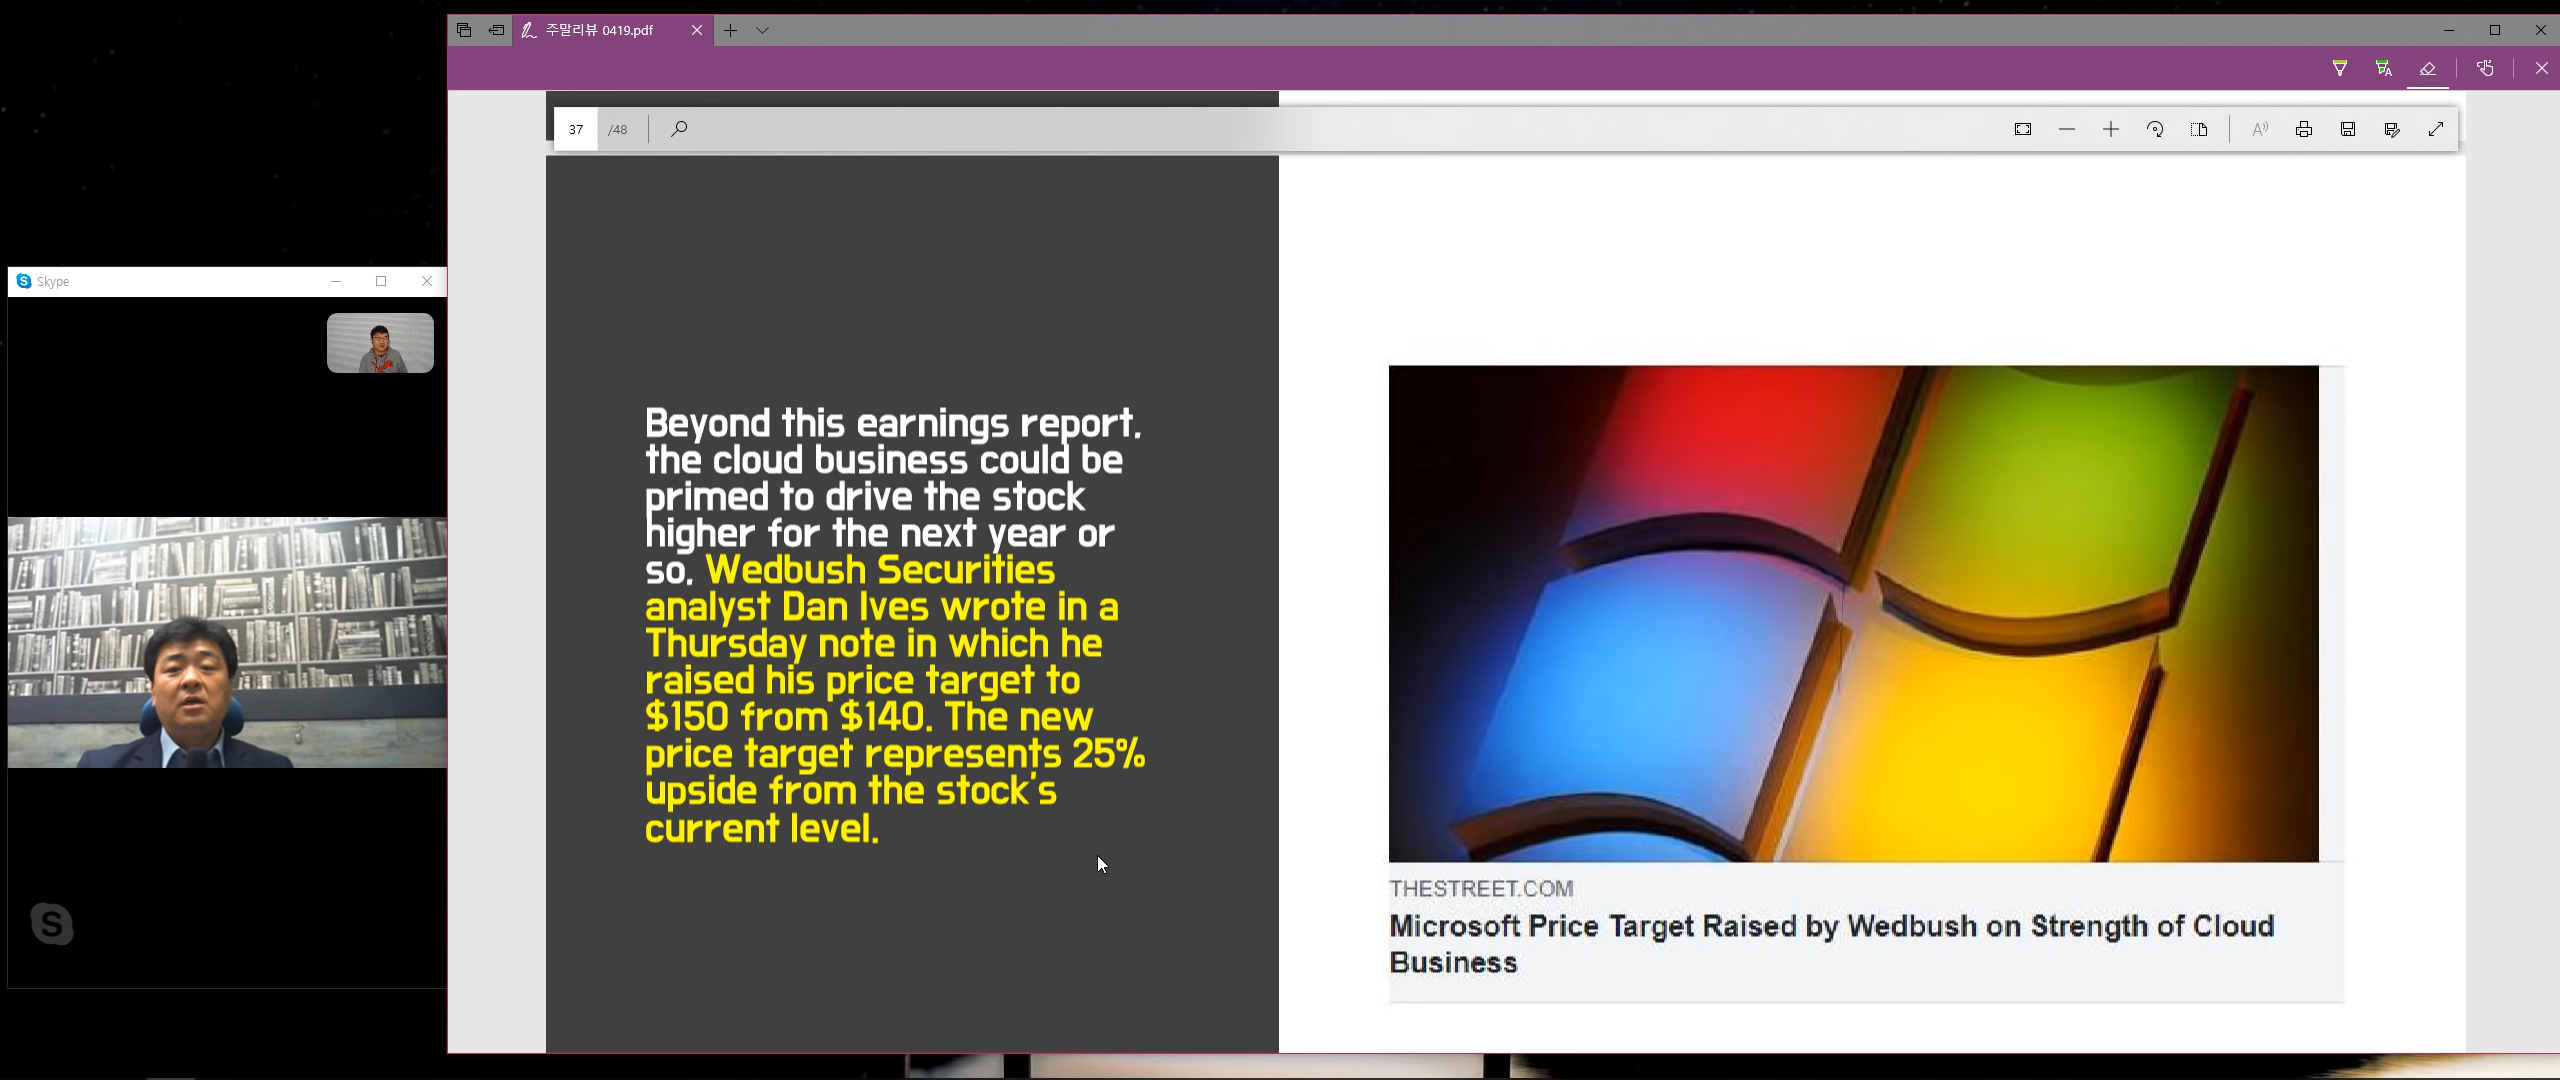 주말리뷰 0419.pdf
37 /48
Skype
Beyond this earnings report,
the cloud business could be
primed to drive the stock
higher for the next year or
so, Wedbush Securities
analyst Dan Ives wrote in a
Thursday note in which he
raised his price target to
$150 from $140. The new
price target represents 25%
upside from the stock's
current level.
THESTREET.COM
Microsoft Price Target Raised by Wedbush on Strength of Cloud
Business